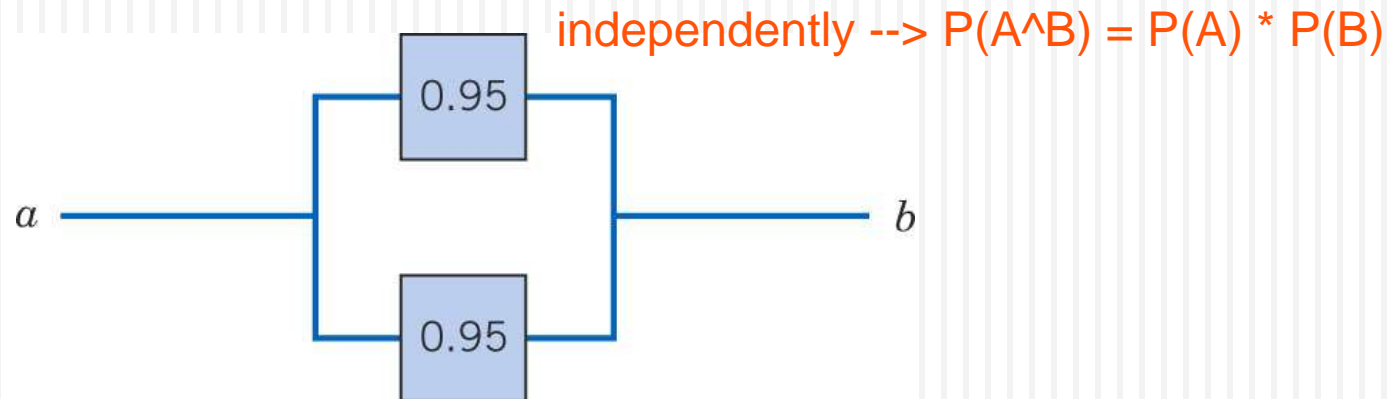 independently --> P(A^B) = P(A) * P(B)
0.95
a
b
0.95